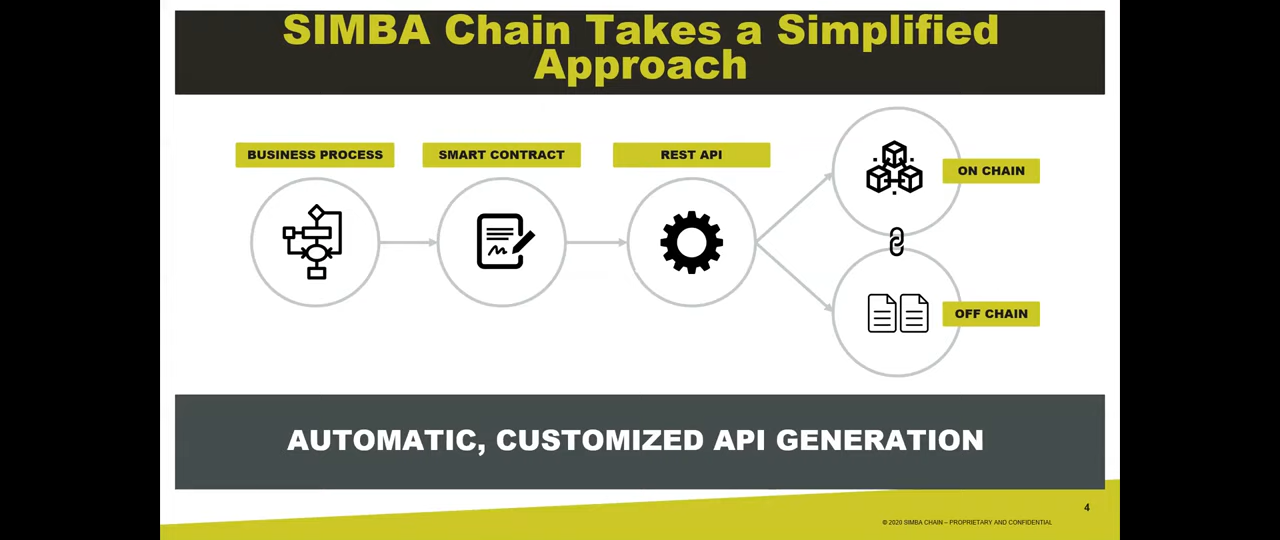 SIMBA Chain Takes a Simplified
Approach
BUSINESS PROCESS
SMART CONTRACT
REST API
ON CHAIN
OFF CHAIN
AUTOMATIC, CUSTOMIZED API GENERATION
4
© 2020 SIMBA CHAIN – PROPRIETARY AND CONFIDENTIAL